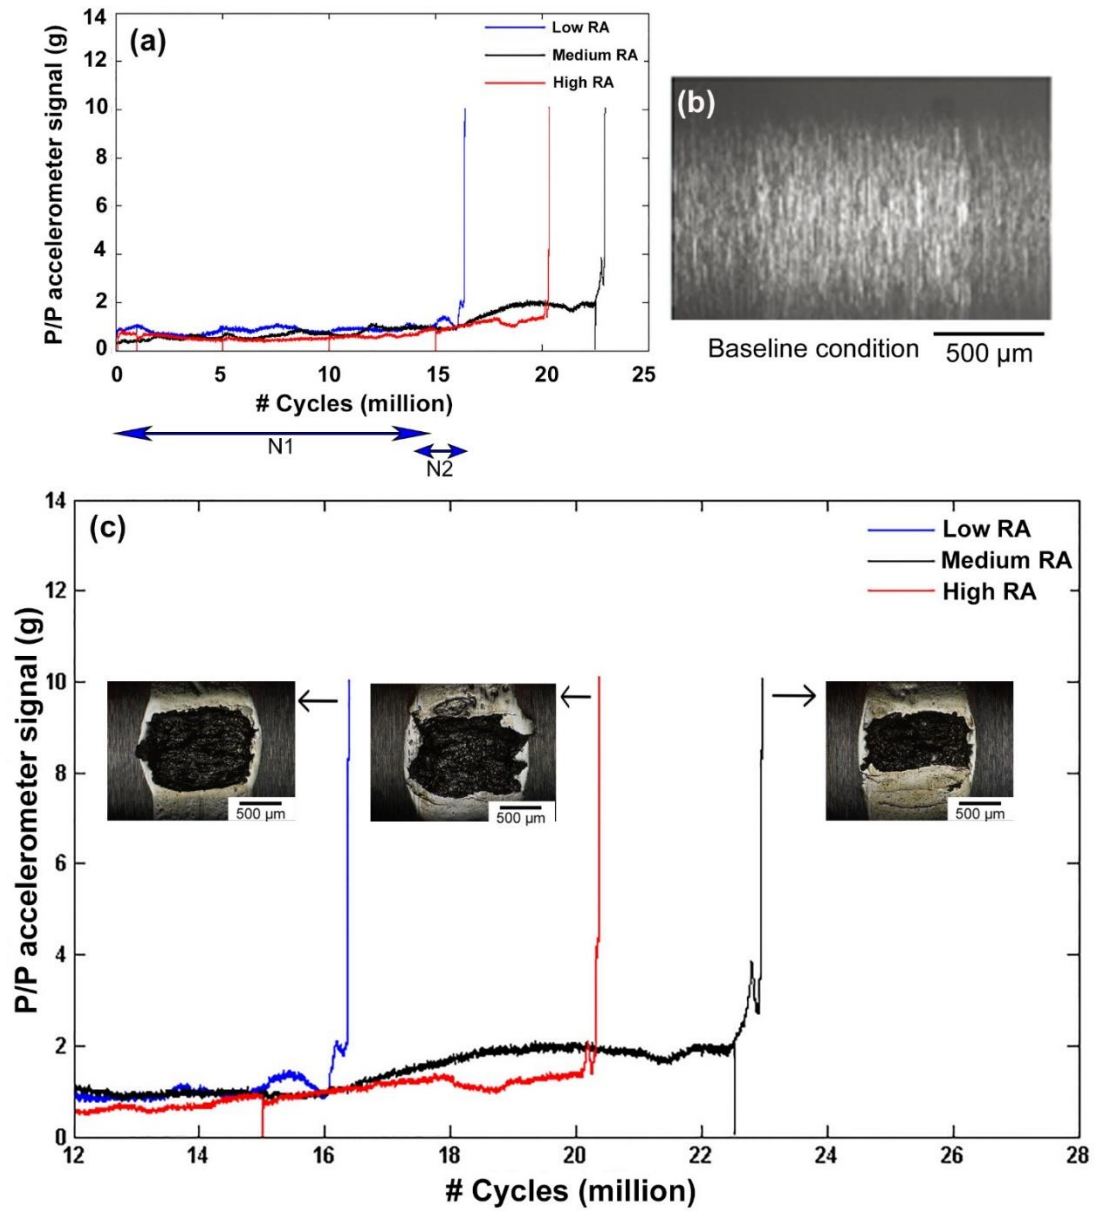 (a)
P/P accelerometer signal (g)
14
12
10
8
6
4
2
0
Low RA
Medium RA
High RA
0 5 10 15 20 25
# Cycles (million)
N1
N2
(b)
Baseline condition 500 µm
(c)
P/P accelerometer signal (g)
14
12
10
8
6
4
2
0
Low RA
Medium RA
High RA
500 µm
500 µm
500 µm
12 14 16 18 20 22 24 26 28
# Cycles (million)